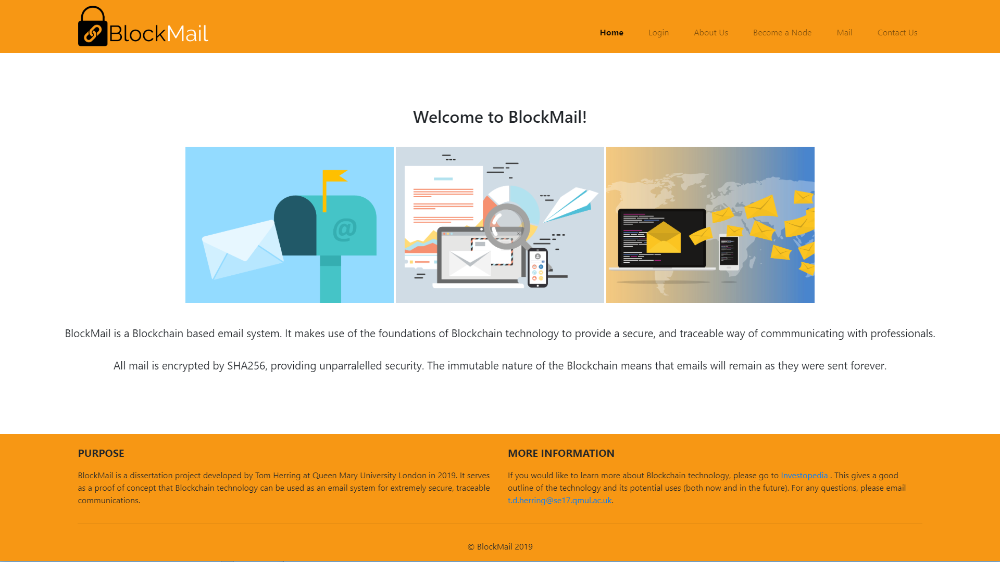 BlockMail
Home Login About Us Become a Node Mail Contact Us
Welcome to BlockMail!
@
BlockMail is a Blockchain based email system. It makes use of the foundations of Blockchain technology to provide a secure, and traceable way of commmunicating with professionals.
All mail is encrypted by SHA256, providing unparralelled security. The immutable nature of the Blockchain means that emails will remain as they were sent forever.
PURPOSE
BlockMail is a dissertation project developed by Tom Herring at Queen Mary University London in 2019. It serves
as a proof of concept that Blockchain technology can be used as an email system for extremely secure, traceable
communications.
MORE INFORMATION
If you would like to learn more about Blockchain technology, please go to Investopedia . This gives a good
outline of the technology and its potential uses (both now and in the future). For any questions, please email
t.d.herring@se17.qmul.ac.uk.
© BlockMail 2019